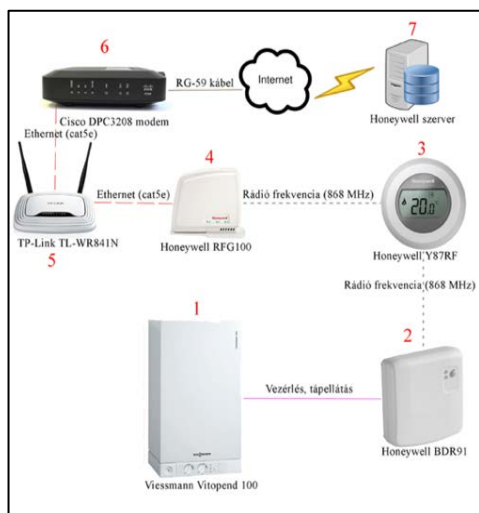 6
7
RG-59 kábel
Internet
Cisco DPC3208 modem
Honeywell szerver
Ethernet (cat5e)
4
3
Ethernet (cat5e)
Rádió frekvencia (868 MHz)
20.0
TP-Link TL-WR841N
Honeywell RFG100
Honeywell Y87RF
5
Rádió frekvencia (868 MHz)
1
2
Vezérlés, tápellátás
Honeywell BDR91
Viessmann Vitopend 100